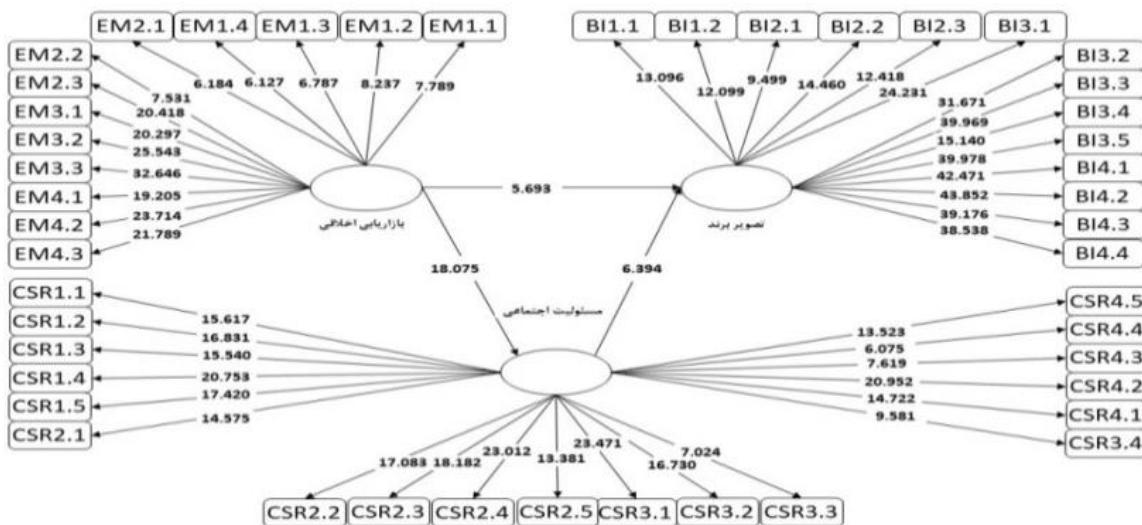 EM2.1 EM1.4 EM1.3 EM1.2 EM1.1
6.184 6.127 6.787 8.237 7.789
EM2.2
EM2.3
EM3.1
EM3.2
EM3.3
EM4.1
EM4.2
EM4.3
7.531
20.418
20.297
25.543
32.646
19.205
23.714
21.789
بازاریابی اخلاقی
BI1.1 BI1.2 BI2.1 BI2.2 BI2.3 BI3.1
13.096 12.099 9.499 14.460 12.418 24.231
BI3.2
BI3.3
BI3.4
BI3.5
BI4.1
BI4.2
BI4.3
BI4.4
31.671
39.969
15.140
39.978
42.471
43.852
39.176
38.538
تصویر برند
5.693
18.075
6.394
مسئولیت اجتماعی
CSR1.1
CSR1.2
CSR1.3
CSR1.4
CSR1.5
CSR2.1
15.617
16.831
15.540
20.753
17.420
14.575
CSR4.5
CSR4.4
CSR4.3
CSR4.2
CSR4.1
CSR3.4
13.523
6.075
7.619
20.952
14.722
9.581
17.083 18.182 23.012 13.381 23.471 16.730 7.024
CSR2.2 CSR2.3 CSR2.4 CSR2.5 CSR3.1 CSR3.2 CSR3.3